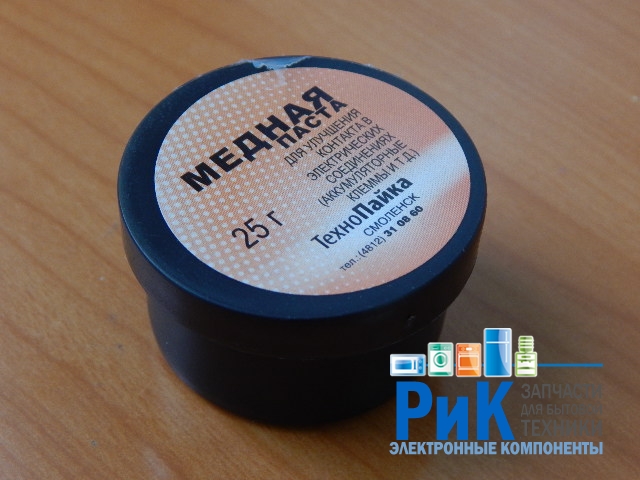 МЕДНАЯ
ПАСТА
ДЛЯ УЛУЧШЕНИЯ
КОНТАКТА В
ЭЛЕКТРИЧЕСКИХ
СОЕДИНЕНИЯХ
(АККУМУЛЯТОРНЫЕ
КЛЕММЫ И Т.Д.)
25 г
ТехноПайка
СМОЛЕНСК
тел.: (4812) 31 08 60
РиК
ЗАПЧАСТИ
ДЛЯ БЫТОВОЙ
ТЕХНИКИ
ЭЛЕКТРОННЫЕ КОМПОНЕНТЫ